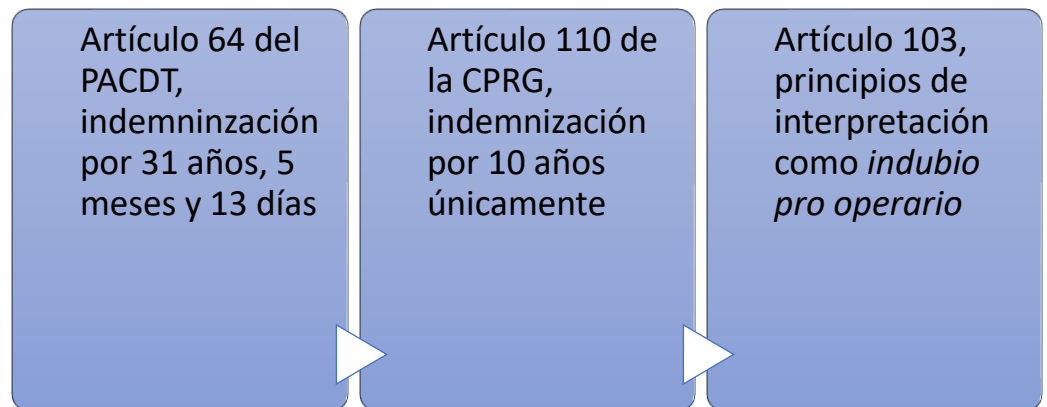 Artículo 64 del
PACDT,
indemninzación
por 31 años, 5
meses y 13 días
Artículo 110 de
la CPRG,
indemnización
por 10 años
únicamente
Artículo 103,
principios de
interpretación
como indubio
pro operario